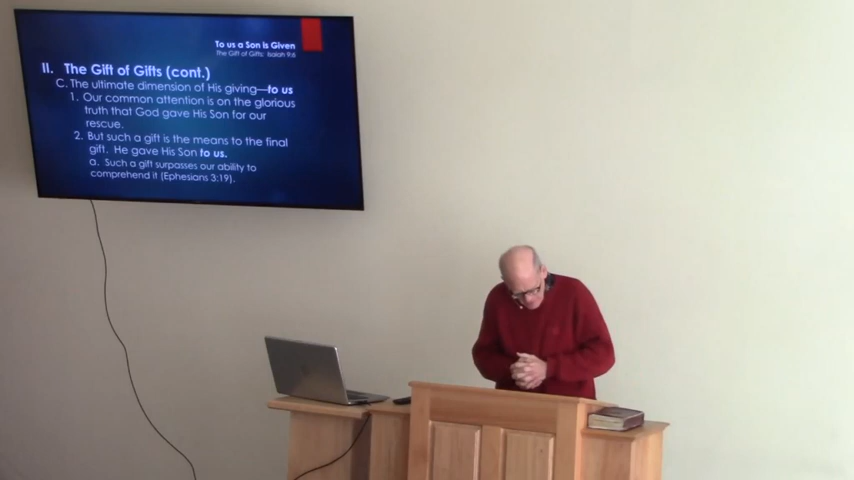 To us a Son is Given
The Gift of Gifts: Isaiah 9:6
II. The Gift of Gifts (cont.)
C. The ultimate dimension of His giving—to us
1. Our common attention is on the glorious
truth that God gave His Son for our
rescue.
2. But such a gift is the means to the final
gift. He gave His Son to us.
a. Such a gift surpasses our ability to
comprehend it (Ephesians 3:19).